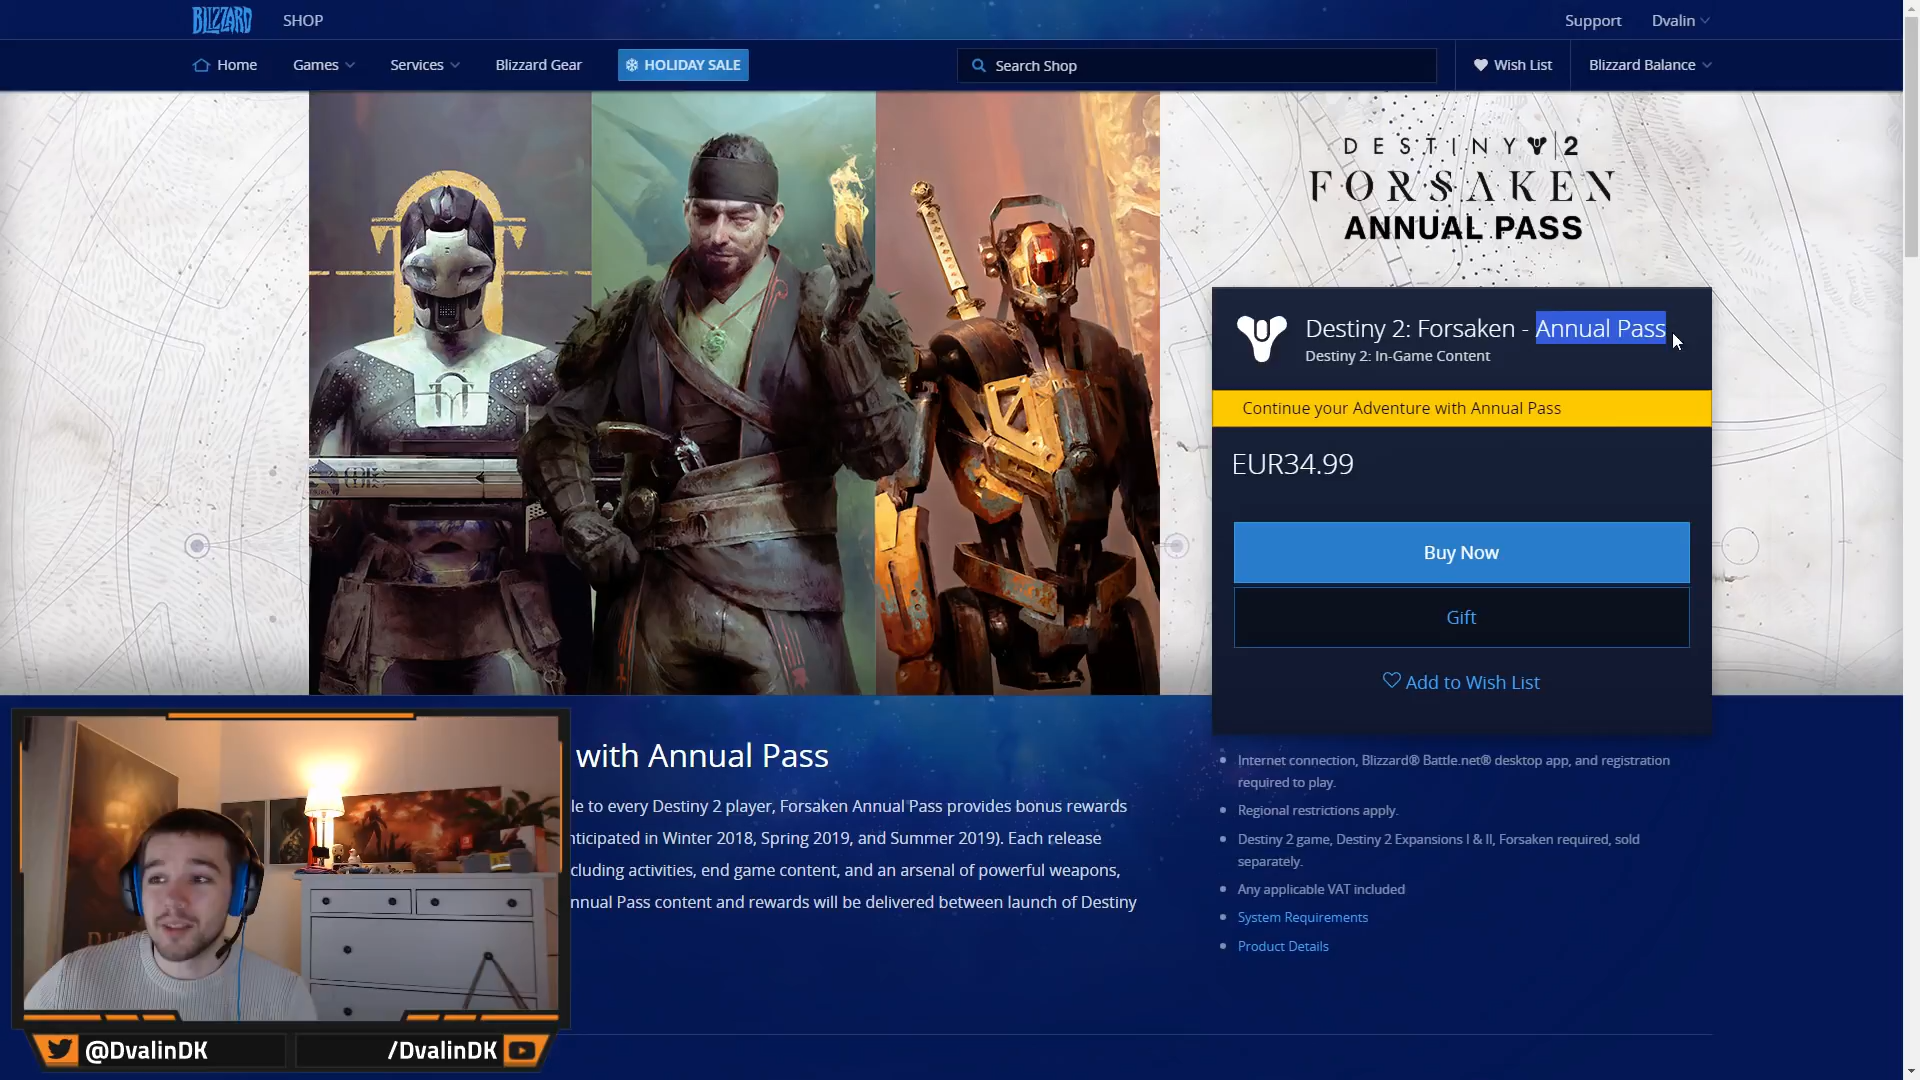 BLIZZARD
SHOP
Support
Dvalin
Home
Games
Services
Blizzard Gear
HOLIDAY SALE
Search Shop
Wish List
Blizzard Balance
DESTINY 2
FORSAKEN
ANNUAL PASS
Destiny 2: Forsaken - Annual Pass
Destiny 2: In-Game Content
Continue your Adventure with Annual Pass
EUR34.99
Buy Now
Gift
Add to Wish List
with Annual Pass
le to every Destiny 2 player, Forsaken Annual Pass provides bonus rewards
nticipated in Winter 2018, Spring 2019, and Summer 2019). Each release
cluding activities, end game content, and an arsenal of powerful weapons,
nnual Pass content and rewards will be delivered between launch of Destiny
Internet connection, Blizzard® Battle.net® desktop app, and registration
required to play.
Regional restrictions apply.
Destiny 2 game, Destiny 2 Expansions I & II, Forsaken required, sold
separately.
Any applicable VAT included
System Requirements
Product Details
@DvalinDK
/DvalinDK